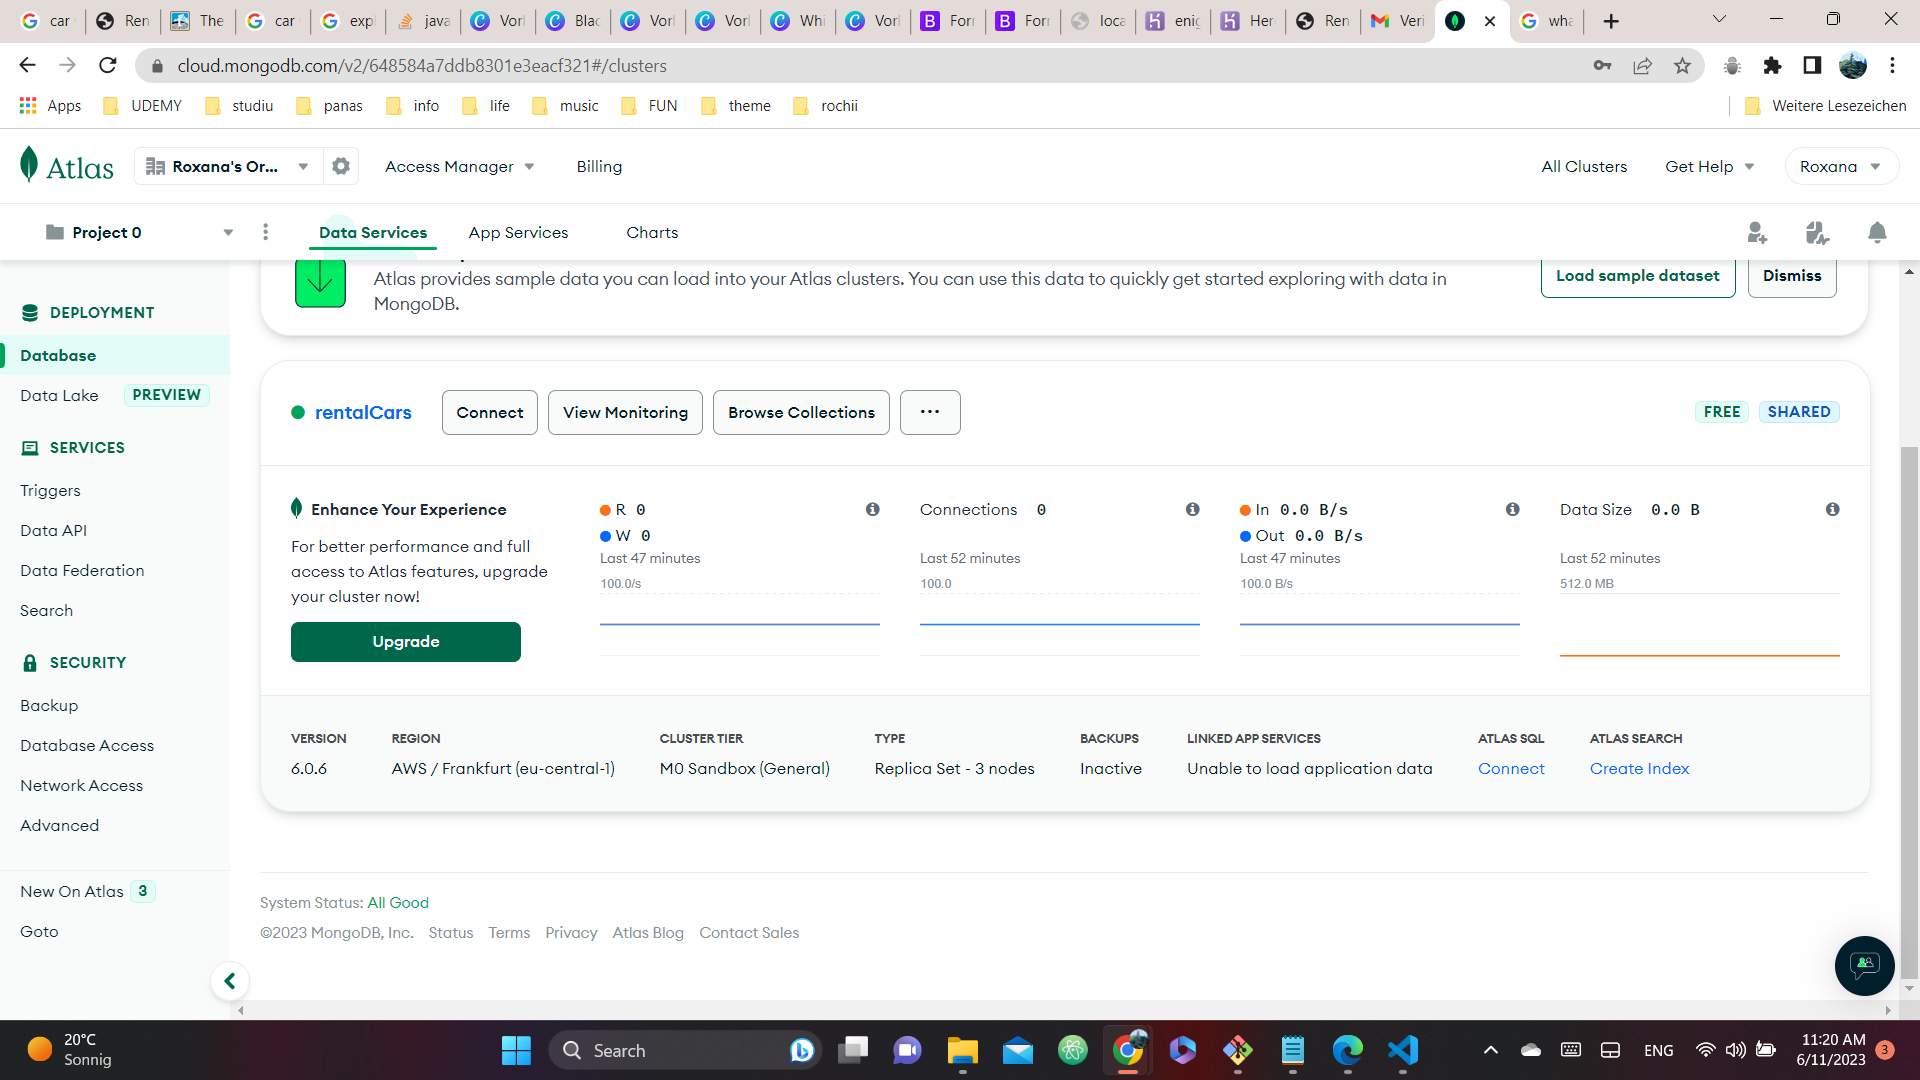 car
Ren
The
car
expl
java
Vorl
Blac
Vorl
Vorl
Whi
Vorl
Forr
Forr
loca
enig
Her
Ren
Veri
wha
cloud.mongodb.com/v2/648584a7ddb8301e3eacf321#/clusters
Apps
UDEMY
studiu
panas
info
life
music
FUN
theme
rochii
Weitere Lesezeichen
Atlas
Roxana's Or...
Access Manager
Billing
All Clusters
Get Help
Roxana
Project 0
Data Services
App Services
Charts
Atlas provides sample data you can load into your Atlas clusters. You can use this data to quickly get started exploring with data in
MongoDB.
Load sample dataset
Dismiss
DEPLOYMENT
Database
Data Lake
PREVIEW
SERVICES
Triggers
Data API
Data Federation
Search
SECURITY
Backup
Database Access
Network Access
Advanced
New On Atlas
3
Goto
rentalCars
Connect
View Monitoring
Browse Collections
...
FREE
SHARED
Enhance Your Experience
For better performance and full
access to Atlas features, upgrade
your cluster now!
Upgrade
R 0
W 0
Last 47 minutes
100.0/s
Connections 0
Last 52 minutes
100.0
In 0.0 B/s
Out 0.0 B/s
Last 47 minutes
100.0 B/s
Data Size 0.0 B
Last 52 minutes
512.0 MB
VERSION
6.0.6
REGION
AWS / Frankfurt (eu-central-1)
CLUSTER TIER
M0 Sandbox (General)
TYPE
Replica Set - 3 nodes
BACKUPS
Inactive
LINKED APP SERVICES
Unable to load application data
ATLAS SQL
Connect
ATLAS SEARCH
Create Index
System Status: All Good
©2023 MongoDB, Inc.
Status
Terms
Privacy
Atlas Blog
Contact Sales
20°C
Sonnig
Search
ENG
11:20 AM
6/11/2023
3